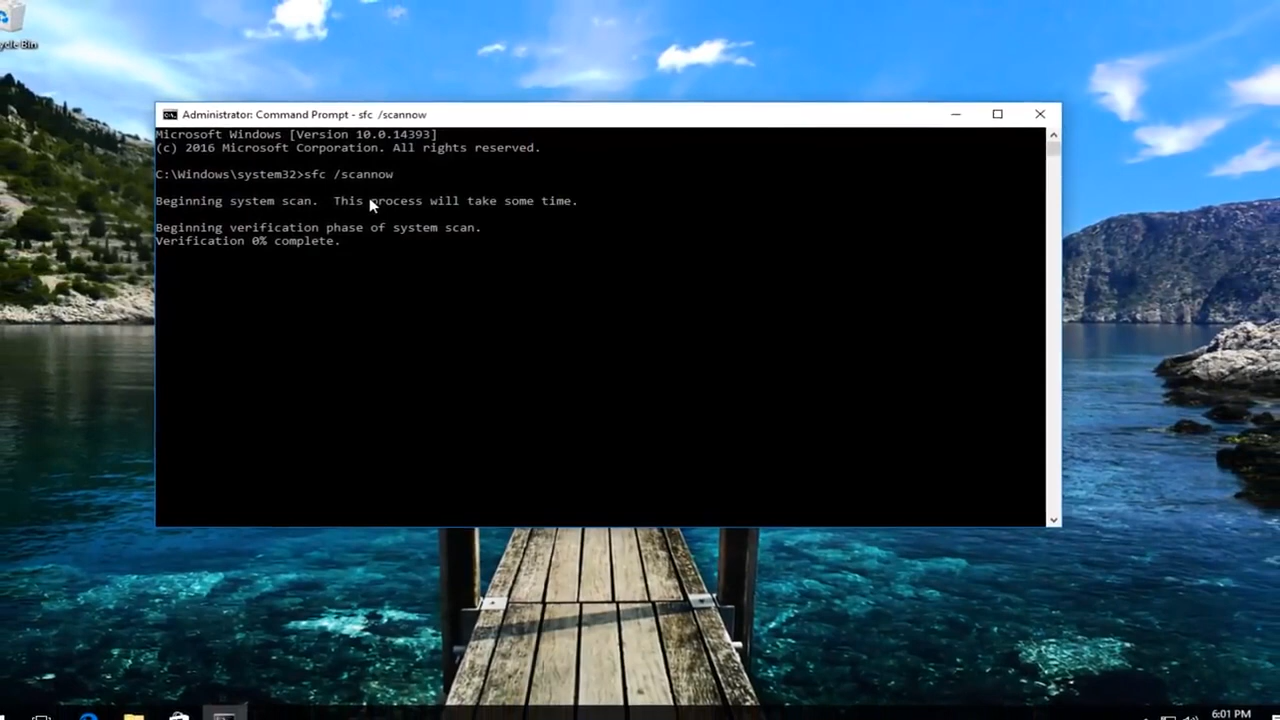 cycle Bin
Administrator: Command Prompt - sfc /scannow
Microsoft Windows [Version 10.0.14393]
(c) 2016 Microsoft Corporation. All rights reserved.
C:\Windows\system32>sfc /scannow
Beginning system scan.  This process will take some time.
Beginning verification phase of system scan.
Verification 0% complete.
6:01 PM